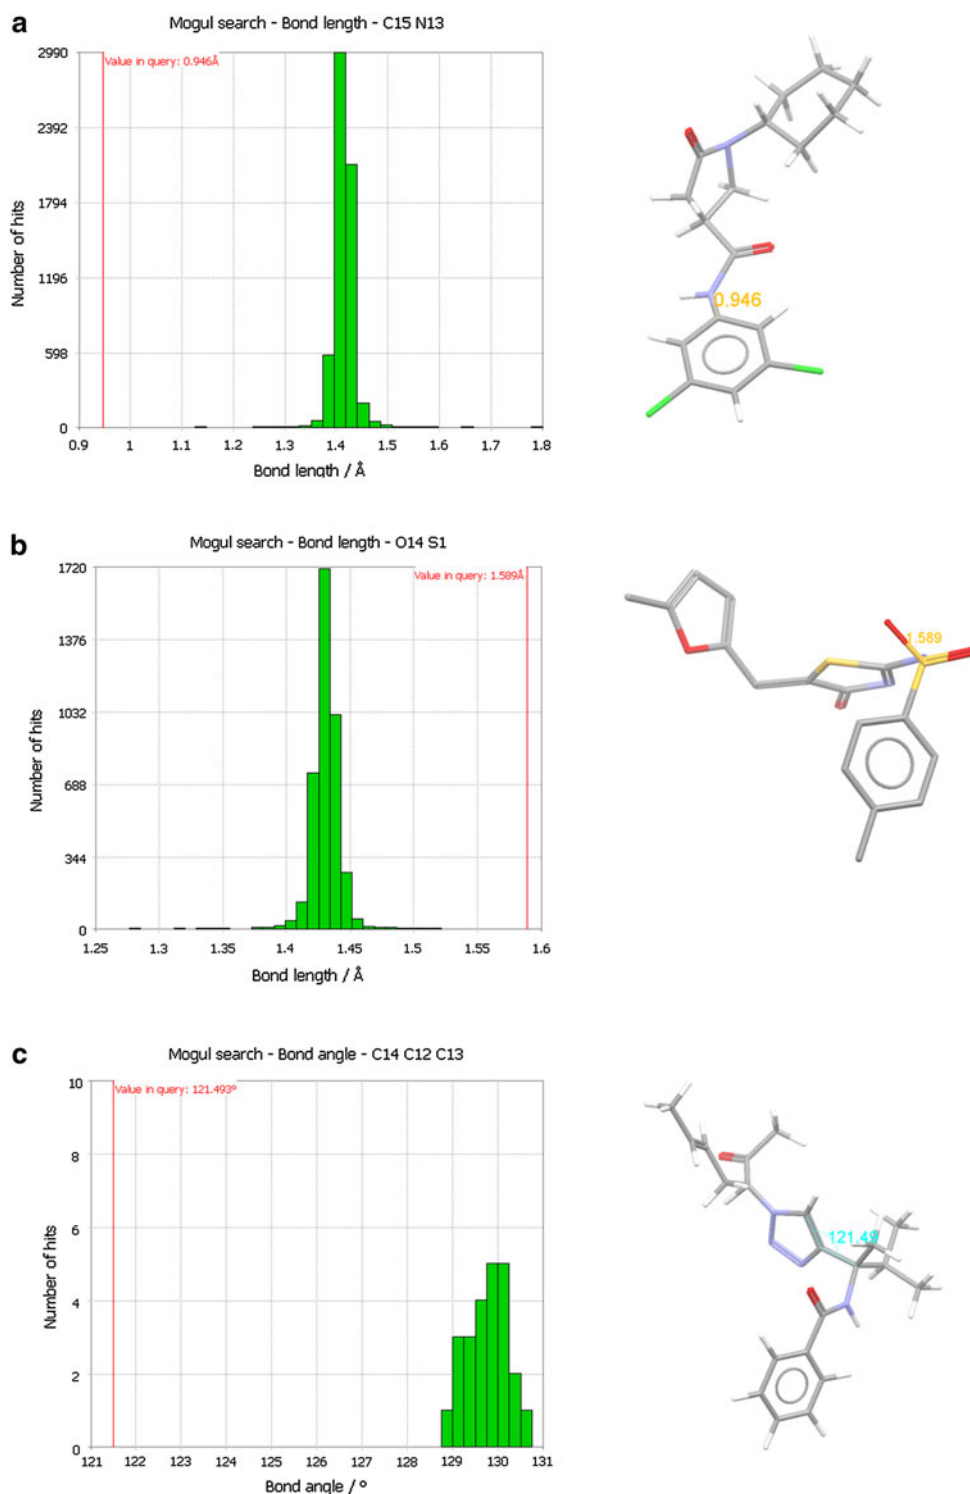 a
Mogul search - Bond length - C15 N13
Value in query: 0.946Å
Number of hits
2990
2392
1794
1196
598
0
0.9 1 1.1 1.2 1.3 1.4 1.5 1.6 1.7 1.8
Bond length / Å
0.946
b
Mogul search - Bond length - O14 S1
Value in query: 1.589Å
Number of hits
1720
1376
1032
688
344
0
1.25 1.3 1.35 1.4 1.45 1.5 1.55 1.6
Bond length / Å
1.589
c
Mogul search - Bond angle - C14 C12 C13
Value in query: 121.493º
Number of hits
10
8
6
4
2
0
121 122 123 124 125 126 127 128 129 130 131
Bond angle / º
121.49